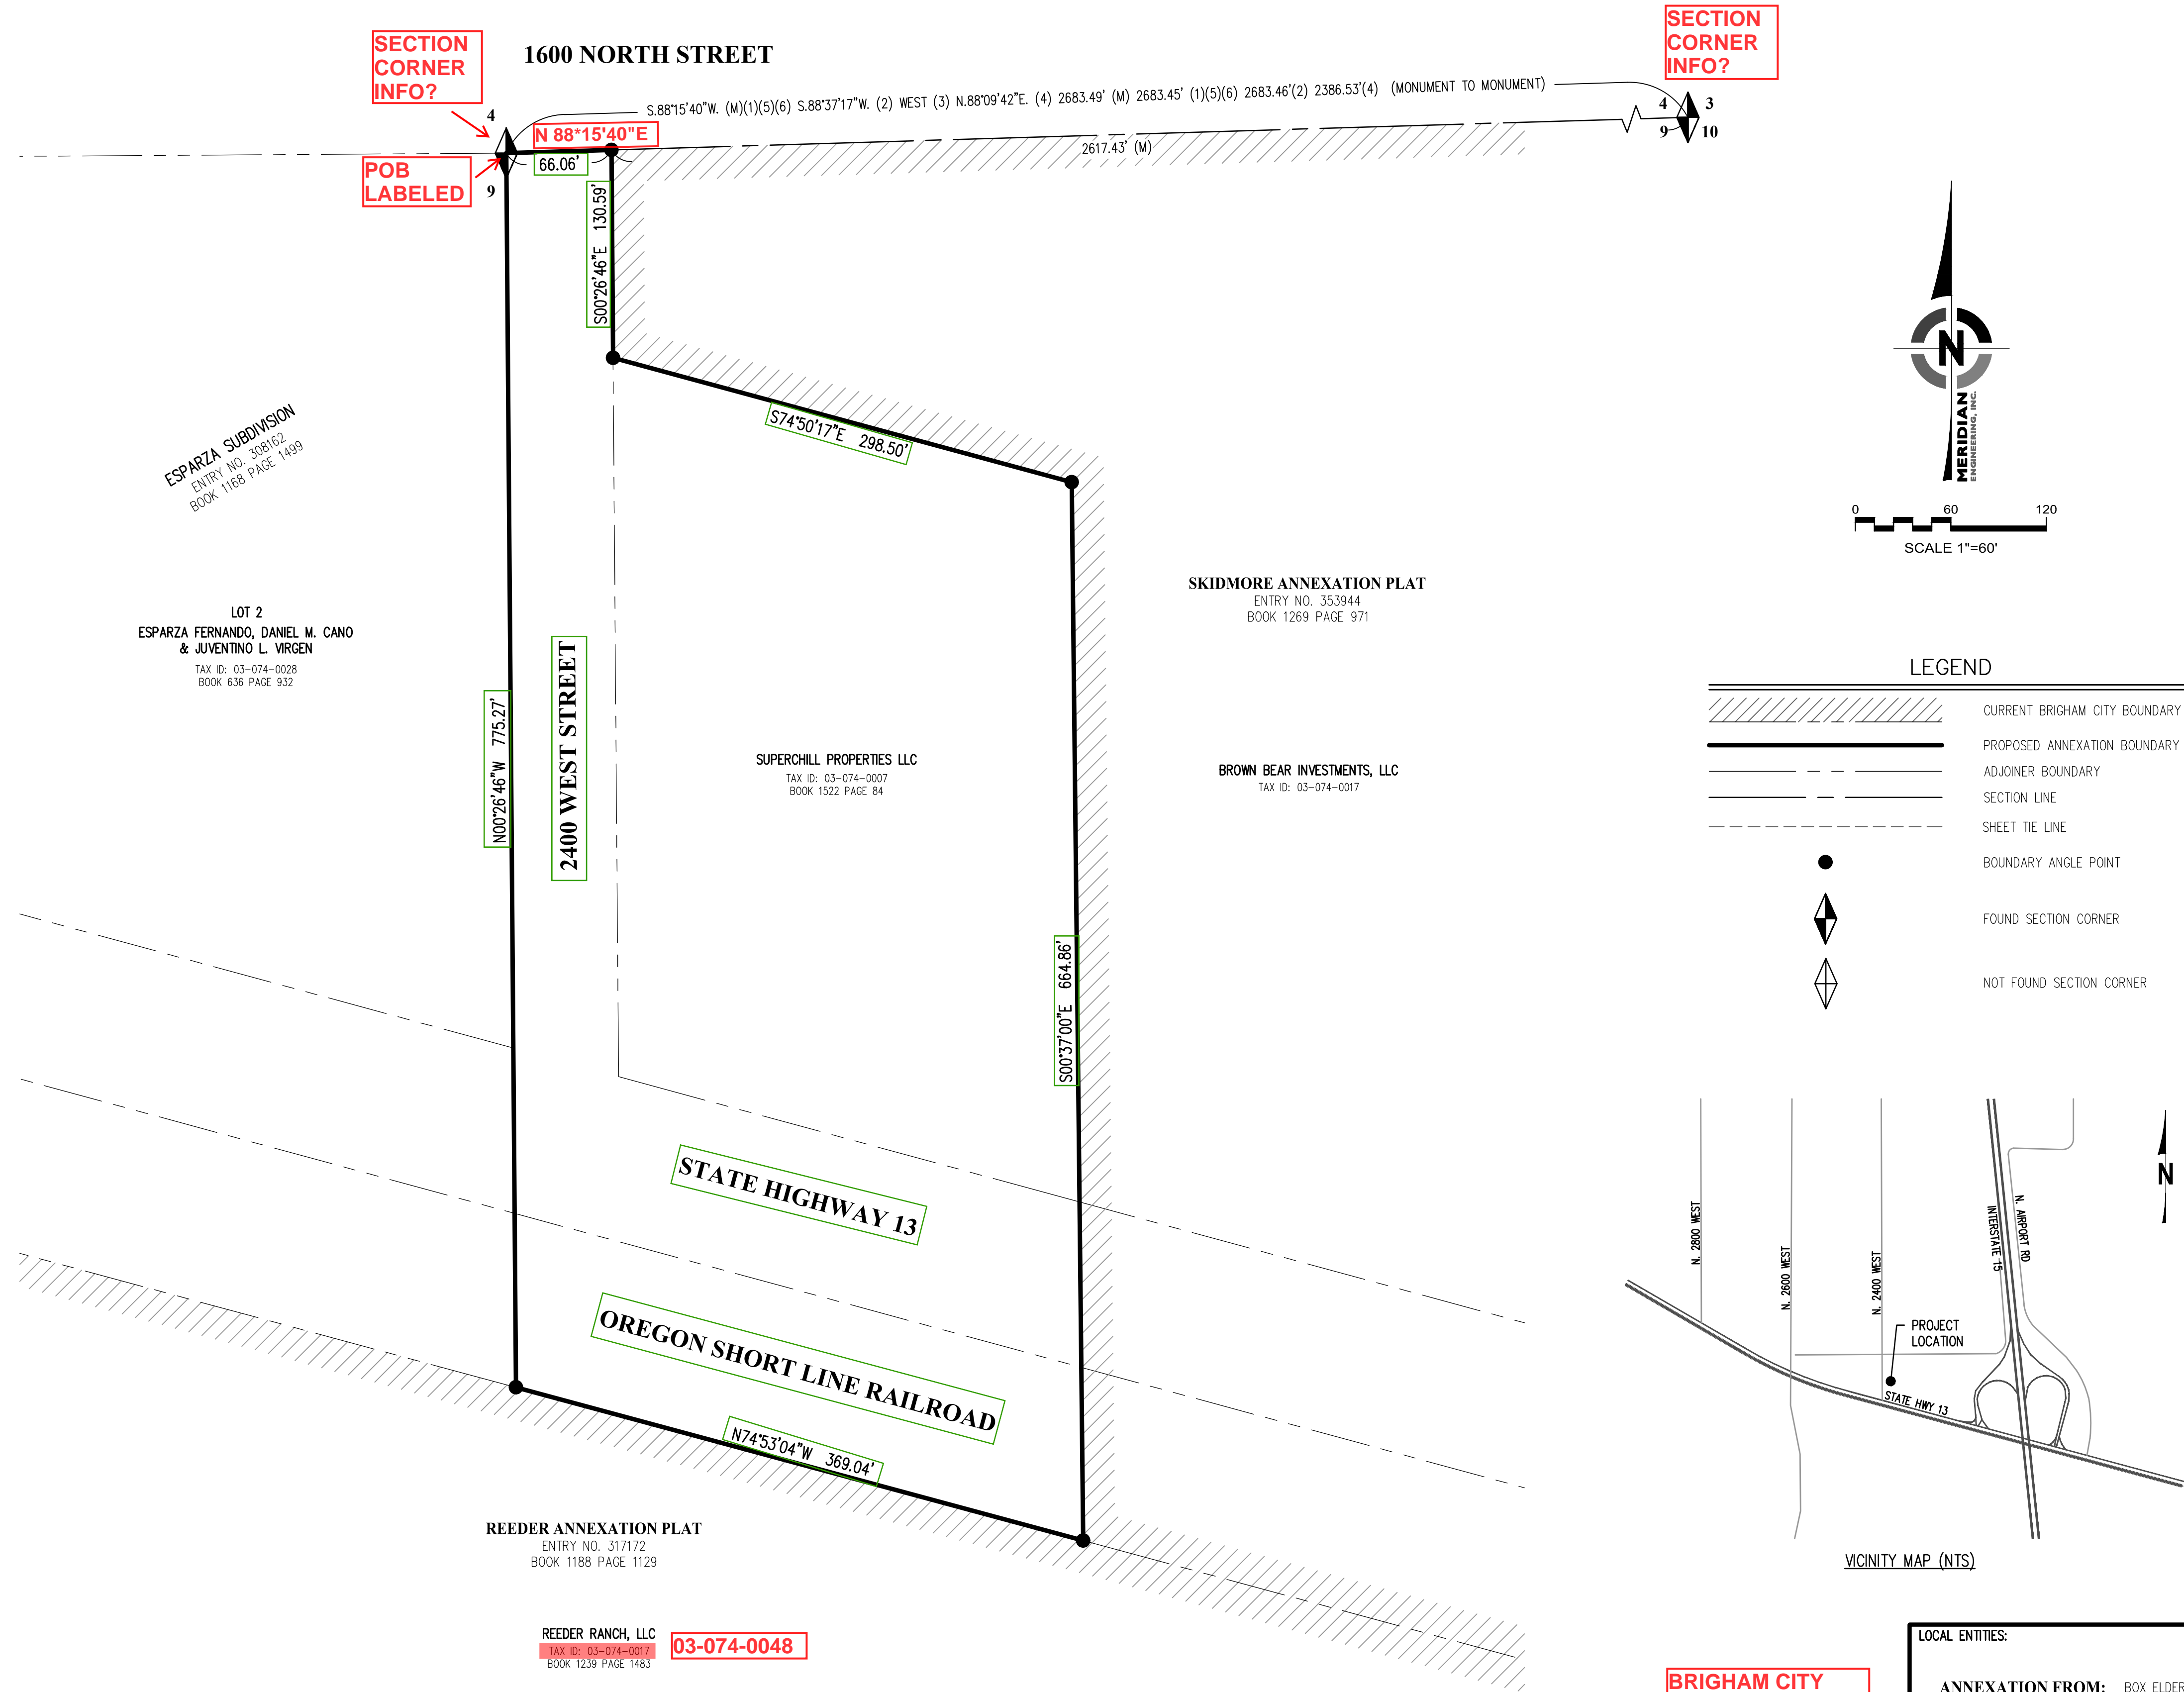 SECTION
CORNER
INFO?
1600 NORTH STREET
SECTION
CORNER
INFO?
S.88°15'40"W. (M)(1)(5)(6) S.88°37'17"W. (2) WEST (3) N.88°09'42"E. (4) 2683.49' (M) 2683.45' (1)(5)(6) 2683.46'(2) 2386.53'(4) (MONUMENT TO MONUMENT)
4
N 88*15'40"E
4 3
9 10
2617.43' (M)
66.06'
POB
LABELED
9
S00°26'46"E 130.59'
S74°50'17"E 298.50'
ESPARZA SUBDIVISION
ENTRY NO. 308162
BOOK 1168 PAGE 1499
N
MERIDIAN
ENGINEERING, INC.
0 60 120
SCALE 1"=60'
SKIDMORE ANNEXATION PLAT
ENTRY NO. 353944
BOOK 1269 PAGE 971
LOT 2
ESPARZA FERNANDO, DANIEL M. CANO
& JUVENTINO L. VIRGEN
TAX ID: 03-074-0028
BOOK 636 PAGE 932
N00°26'46"W 775.27'
2400 WEST STREET
SUPERCHILL PROPERTIES LLC
TAX ID: 03-074-0007
BOOK 1522 PAGE 84
BROWN BEAR INVESTMENTS, LLC
TAX ID: 03-074-0017
S00°37'00"E 664.86'
LEGEND
CURRENT BRIGHAM CITY BOUNDARY
PROPOSED ANNEXATION BOUNDARY
ADJOINER BOUNDARY
SECTION LINE
SHEET TIE LINE
BOUNDARY ANGLE POINT
FOUND SECTION CORNER
NOT FOUND SECTION CORNER
STATE HIGHWAY 13
OREGON SHORT LINE RAILROAD
N74°53'04"W 369.04'
N. 2800 WEST
N. 2600 WEST
N. 2400 WEST
INTERSTATE 15
N. AIRPORT RD
N
PROJECT
LOCATION
STATE HWY 13
VICINITY MAP (NTS)
REEDER ANNEXATION PLAT
ENTRY NO. 317172
BOOK 1188 PAGE 1129
REEDER RANCH, LLC
TAX ID: 03-074-0017
BOOK 1239 PAGE 1483
03-074-0048
BRIGHAM CITY
LOCAL ENTITIES:
ANNEXATION FROM: BOX ELDER